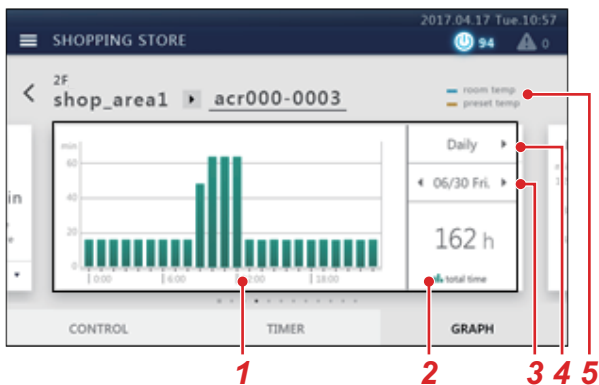 2017.04.17 Tue.10:57
SHOPPING STORE
94
0
2F
shop_area1 acr000-0003
room temp
preset temp
min
60
40
20
0
0:00 6:00 18:00
in
Daily
06/30 Fri.
162 h
total time
CONTROL TIMER GRAPH
1 2 3 4 5